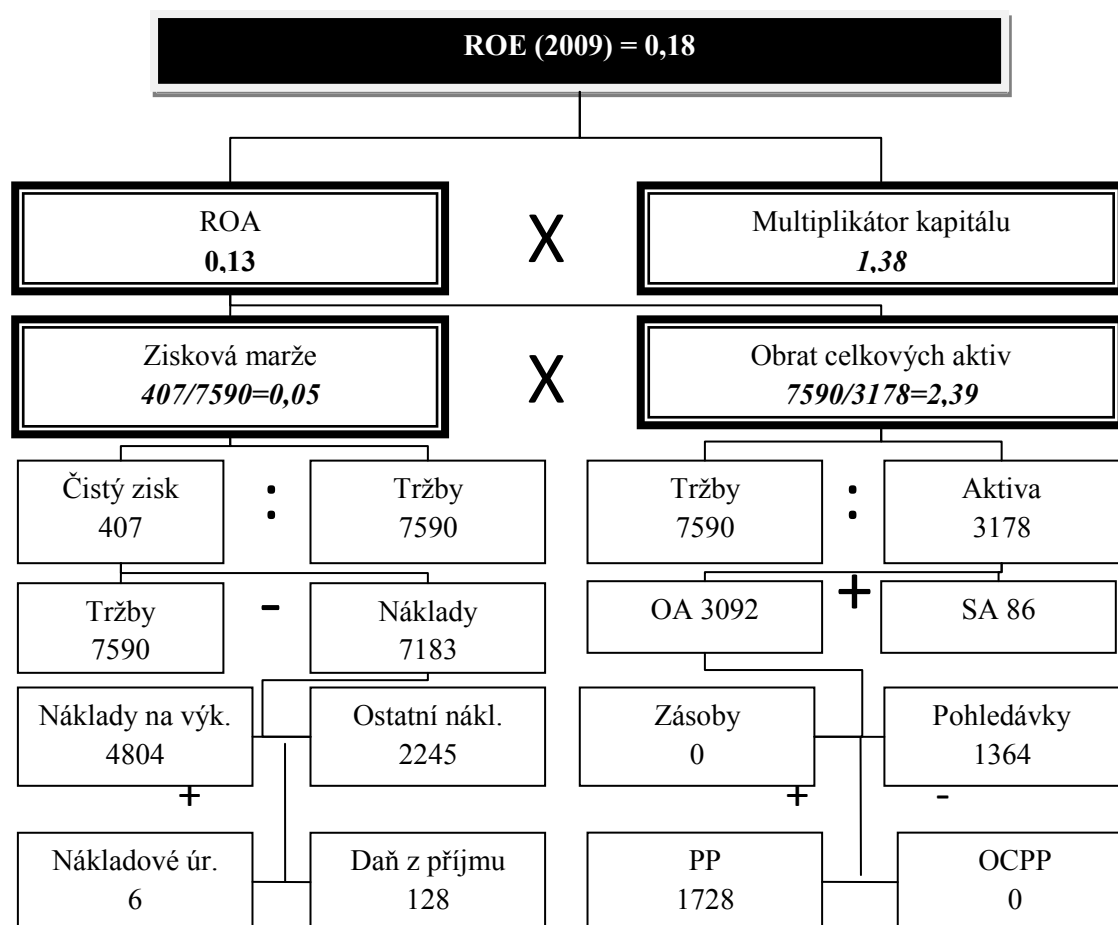 ROE (2009) = 0,18
ROA
0,13
X
Multiplikátor kapitálu
1,38
Zisková marže
407/7590=0,05
X
Obrat celkových aktiv
7590/3178=2,39
Čistý zisk
407
:
Tržby
7590
Tržby
7590
:
Aktiva
3178
Tržby
7590
-
Náklady
7183
OA 3092
+
SA 86
Náklady na výk.
4804
Ostatní nákl.
2245
Zásoby
0
Pohledávky
1364
+
+
-
Nákladové úr.
6
Daň z příjmu
128
PP
1728
OCPP
0